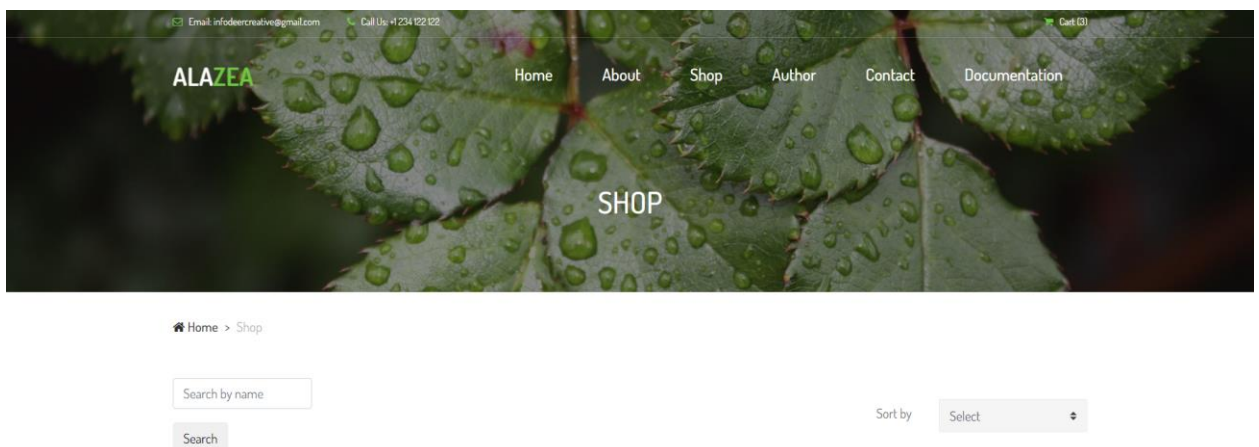 Email: infodeercreative@gmail.com Call Us: +1 234 122 122 Cart (3)
ALAZEA Home About Shop Author Contact Documentation
SHOP
Home > Shop
Search by name
Sort by Select
Search